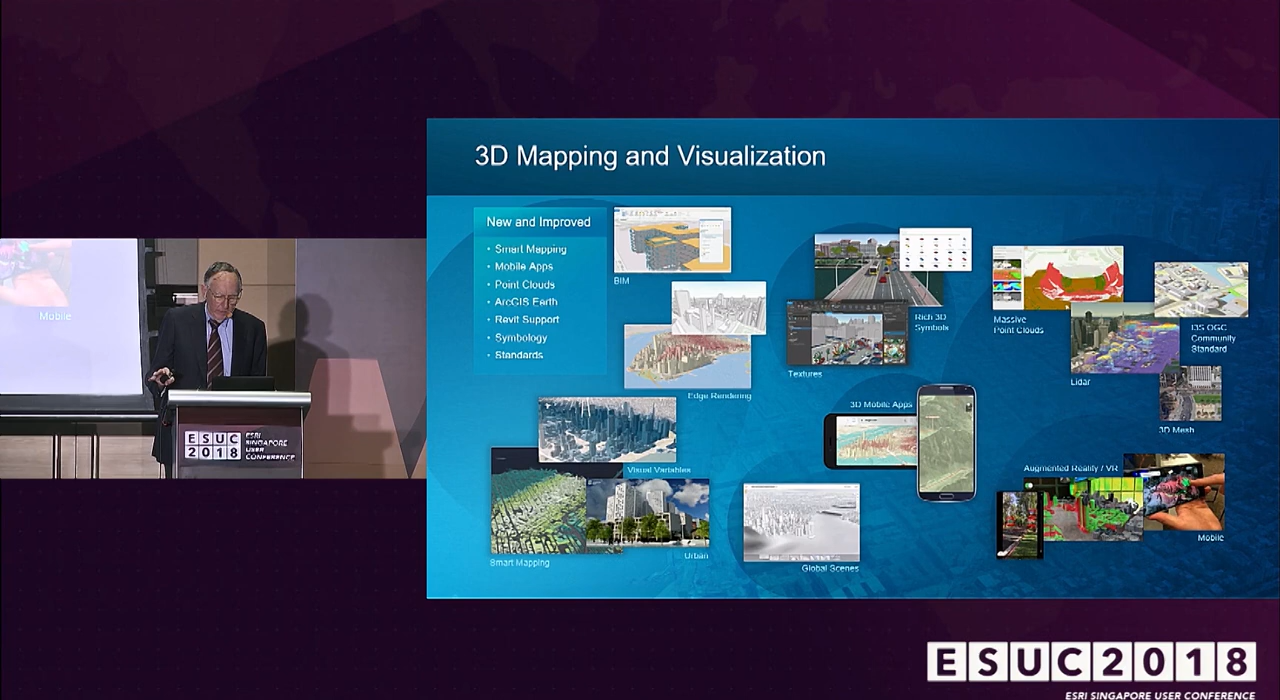 3D Mapping and Visualization
New and Improved
• Smart Mapping
• Mobile Apps
• Point Clouds
• ArcGIS Earth
• Revit Support
• Symbology
• Standards
BIM
Edge Rendering
Visual Variables
Smart Mapping
Urban
Rich 3D
Symbols
Textures
3D Mobile Apps
Global Scenes
Massive
Point Clouds
Lidar
I3S OGC
Community
Standard
3D Mesh
Augmented Reality / VR
Mobile
Mobile
ESUC
2018
ESRI
SINGAPORE
USER
CONFERENCE
ESUC2018
ESRI SINGAPORE USER CONFERENCE